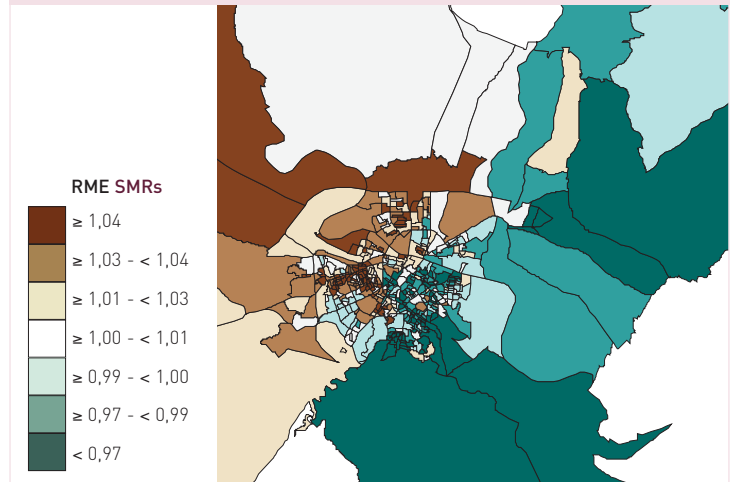 RME SMRs
≥ 1,04
≥ 1,03 - < 1,04
≥ 1,01 - < 1,03
≥ 1,00 - < 1,01
≥ 0,99 - < 1,00
≥ 0,97 - < 0,99
< 0,97